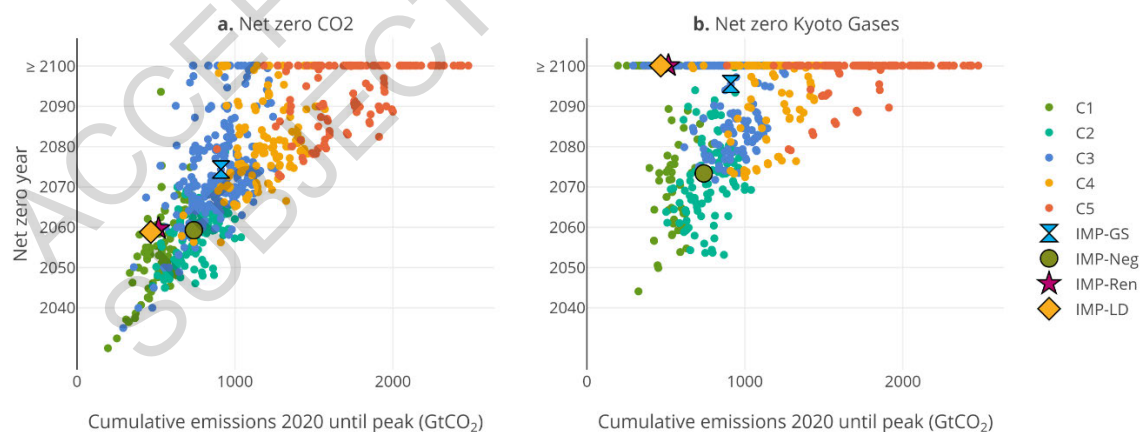 a. Net zero CO2
b. Net zero Kyoto Gases
Net zero year
≥ 2100
2090
2080
2070
2060
2050
2040
0
1000
2000
Cumulative emissions 2020 until peak (GtCO₂)
≥ 2100
2090
2080
2070
2060
2050
2040
0
1000
2000
Cumulative emissions 2020 until peak (GtCO₂)
C1
C2
C3
C4
C5
IMP-GS
IMP-Neg
IMP-Ren
IMP-LD
ACCEPT
SUBJECT